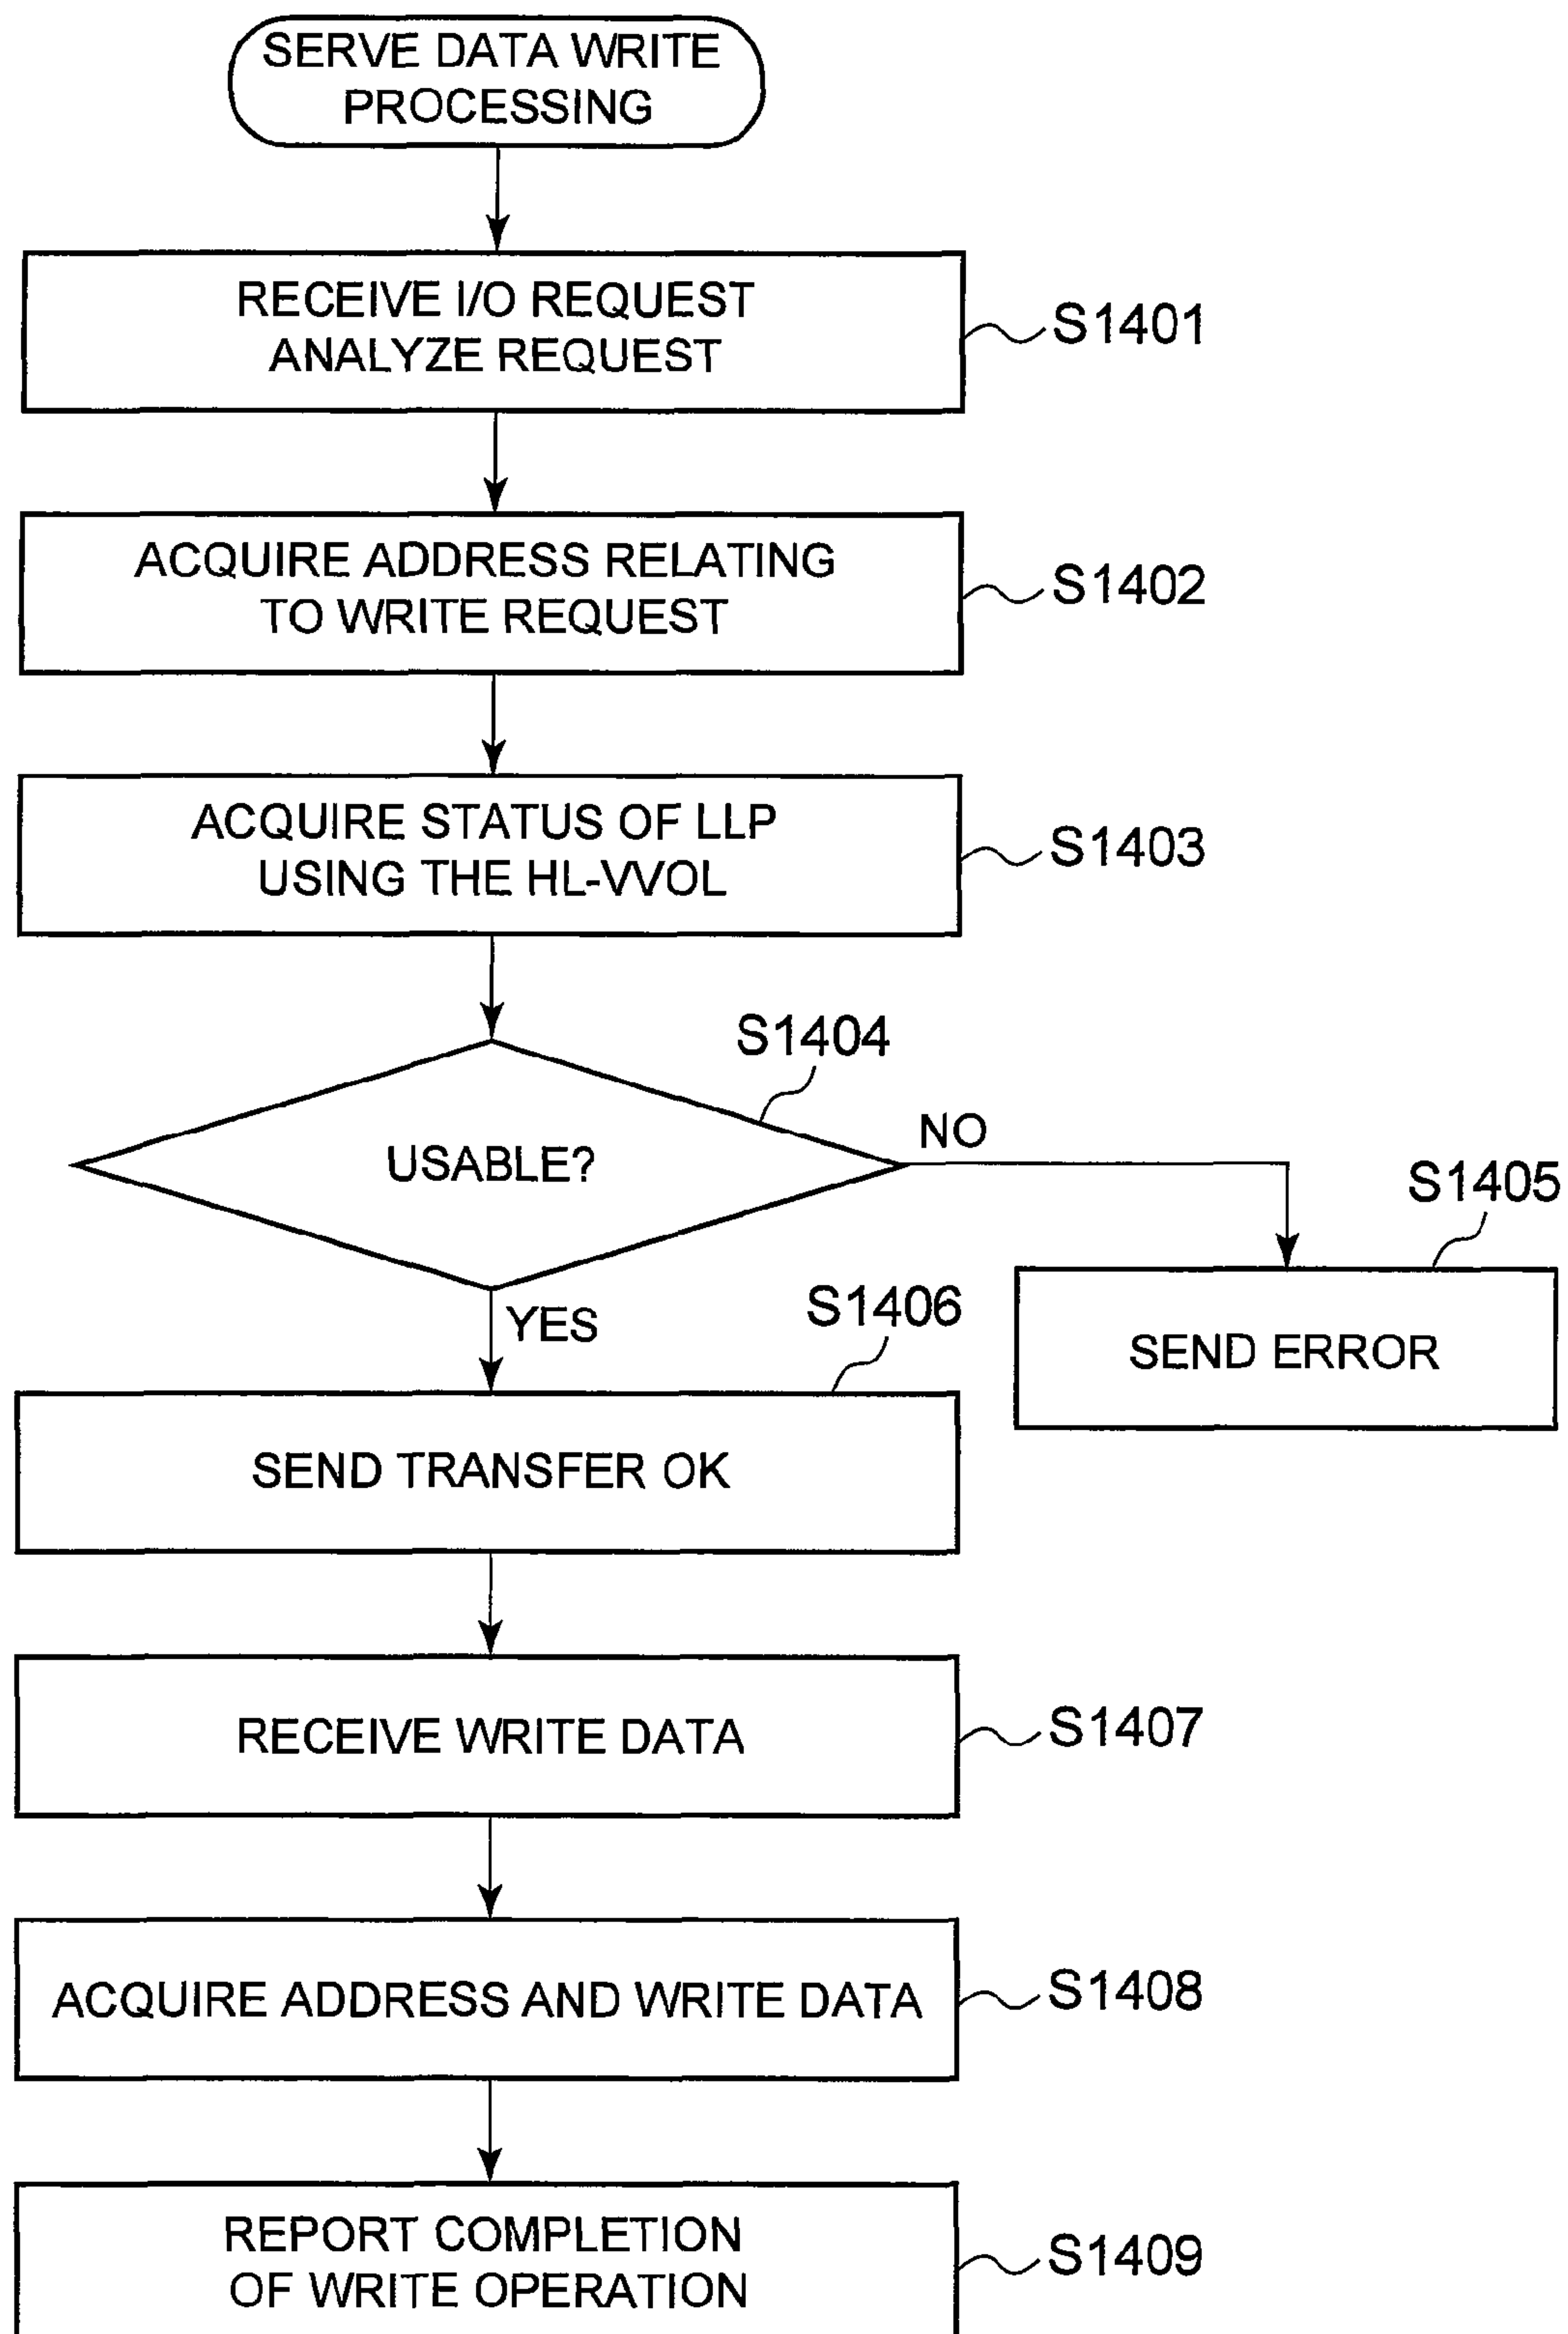 SERVE DATA WRITE
PROCESSING
RECEIVE I/O REQUEST
ANALYZE REQUEST
S1401
ACQUIRE ADDRESS RELATING
TO WRITE REQUEST
S1402
ACQUIRE STATUS OF LLP
USING THE HL-VVOL
S1403
S1404
USABLE?
NO
S1405
SEND ERROR
YES
S1406
SEND TRANSFER OK
RECEIVE WRITE DATA
S1407
ACQUIRE ADDRESS AND WRITE DATA
S1408
REPORT COMPLETION
OF WRITE OPERATION
S1409